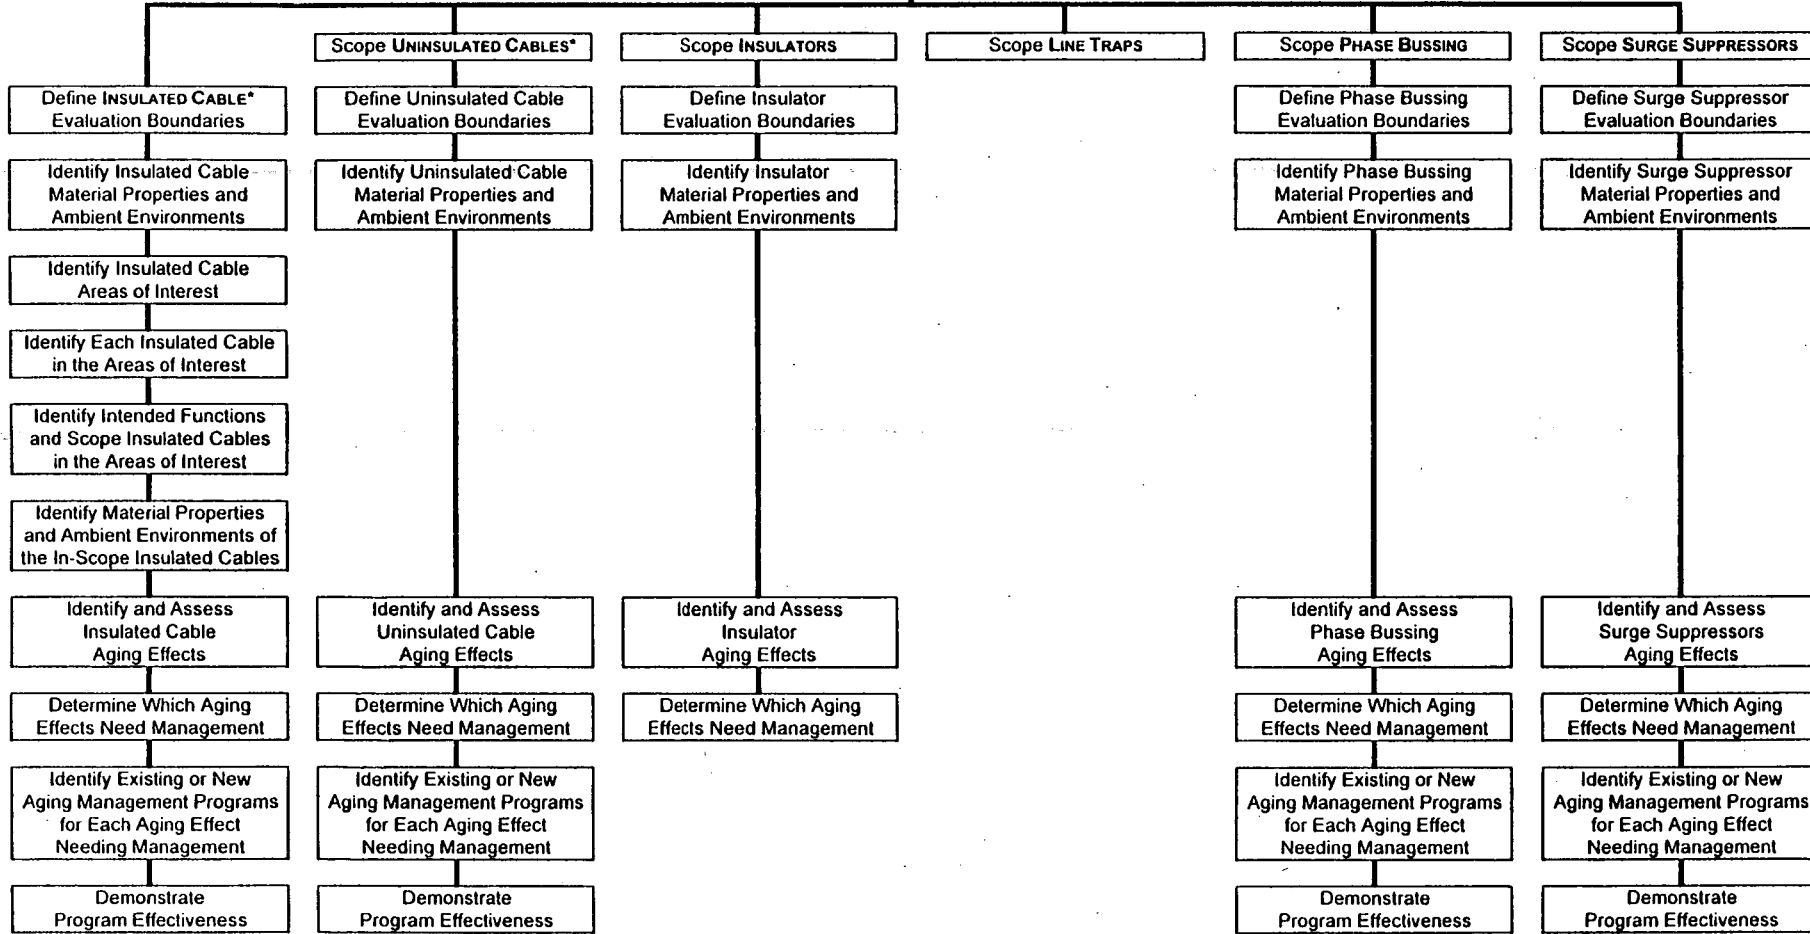 Scope UNINSULATED CABLES*
Scope INSULATORS
Scope LINE TRAPS
Scope PHASE BUSSING
Scope SURGE SUPPRESSORS
Define INSULATED CABLE*
Evaluation Boundaries
Define Uninsulated Cable
Evaluation Boundaries
Define Insulator
Evaluation Boundaries
Define Phase Bussing
Evaluation Boundaries
Define Surge Suppressor
Evaluation Boundaries
Identify Insulated Cable
Material Properties and
Ambient Environments
Identify Uninsulated Cable
Material Properties and
Ambient Environments
Identify Insulator
Material Properties and
Ambient Environments
Identify Phase Bussing
Material Properties and
Ambient Environments
Identify Surge Suppressor
Material Properties and
Ambient Environments
Identify Insulated Cable
Areas of Interest
Identify Each Insulated Cable
in the Areas of Interest
Identify Intended Functions
and Scope Insulated Cables
in the Areas of Interest
Identify Material Properties
and Ambient Environments of
the In-Scope Insulated Cables
Identify and Assess
Insulated Cable
Aging Effects
Identify and Assess
Uninsulated Cable
Aging Effects
Identify and Assess
Insulator
Aging Effects
Identify and Assess
Phase Bussing
Aging Effects
Identify and Assess
Surge Suppressors
Aging Effects
Determine Which Aging
Effects Need Management
Determine Which Aging
Effects Need Management
Determine Which Aging
Effects Need Management
Determine Which Aging
Effects Need Management
Determine Which Aging
Effects Need Management
Identify Existing or New
Aging Management Programs
for Each Aging Effect
Needing Management
Identify Existing or New
Aging Management Programs
for Each Aging Effect
Needing Management
Identify Existing or New
Aging Management Programs
for Each Aging Effect
Needing Management
Identify Existing or New
Aging Management Programs
for Each Aging Effect
Needing Management
Demonstrate
Program Effectiveness
Demonstrate
Program Effectiveness
Demonstrate
Program Effectiveness
Demonstrate
Program Effectiveness